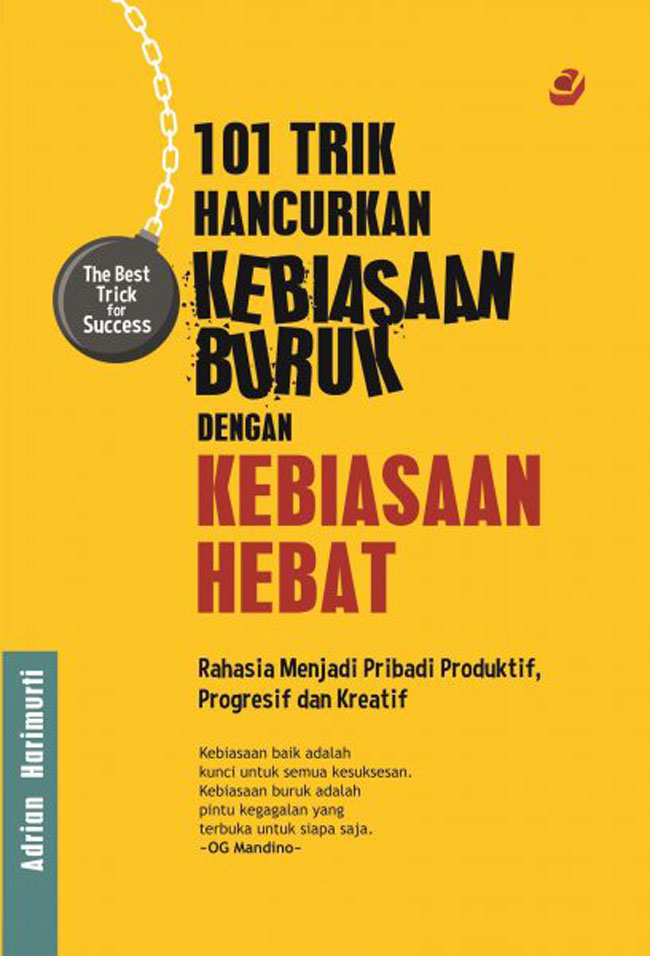 101 TRIK
HANCURKAN
KEBIASAAN
BURUK
DENGAN
KEBIASAAN
HEBAT
The Best
Trick
for
Success
Rahasia Menjadi Pribadi Produktif,
Progresif dan Kreatif
Kebiasaan baik adalah
kunci untuk semua kesuksesan.
Kebiasaan buruk adalah
pintu kegagalan yang
terbuka untuk siapa saja.
~OG Mandino~
Adrian Harimurti